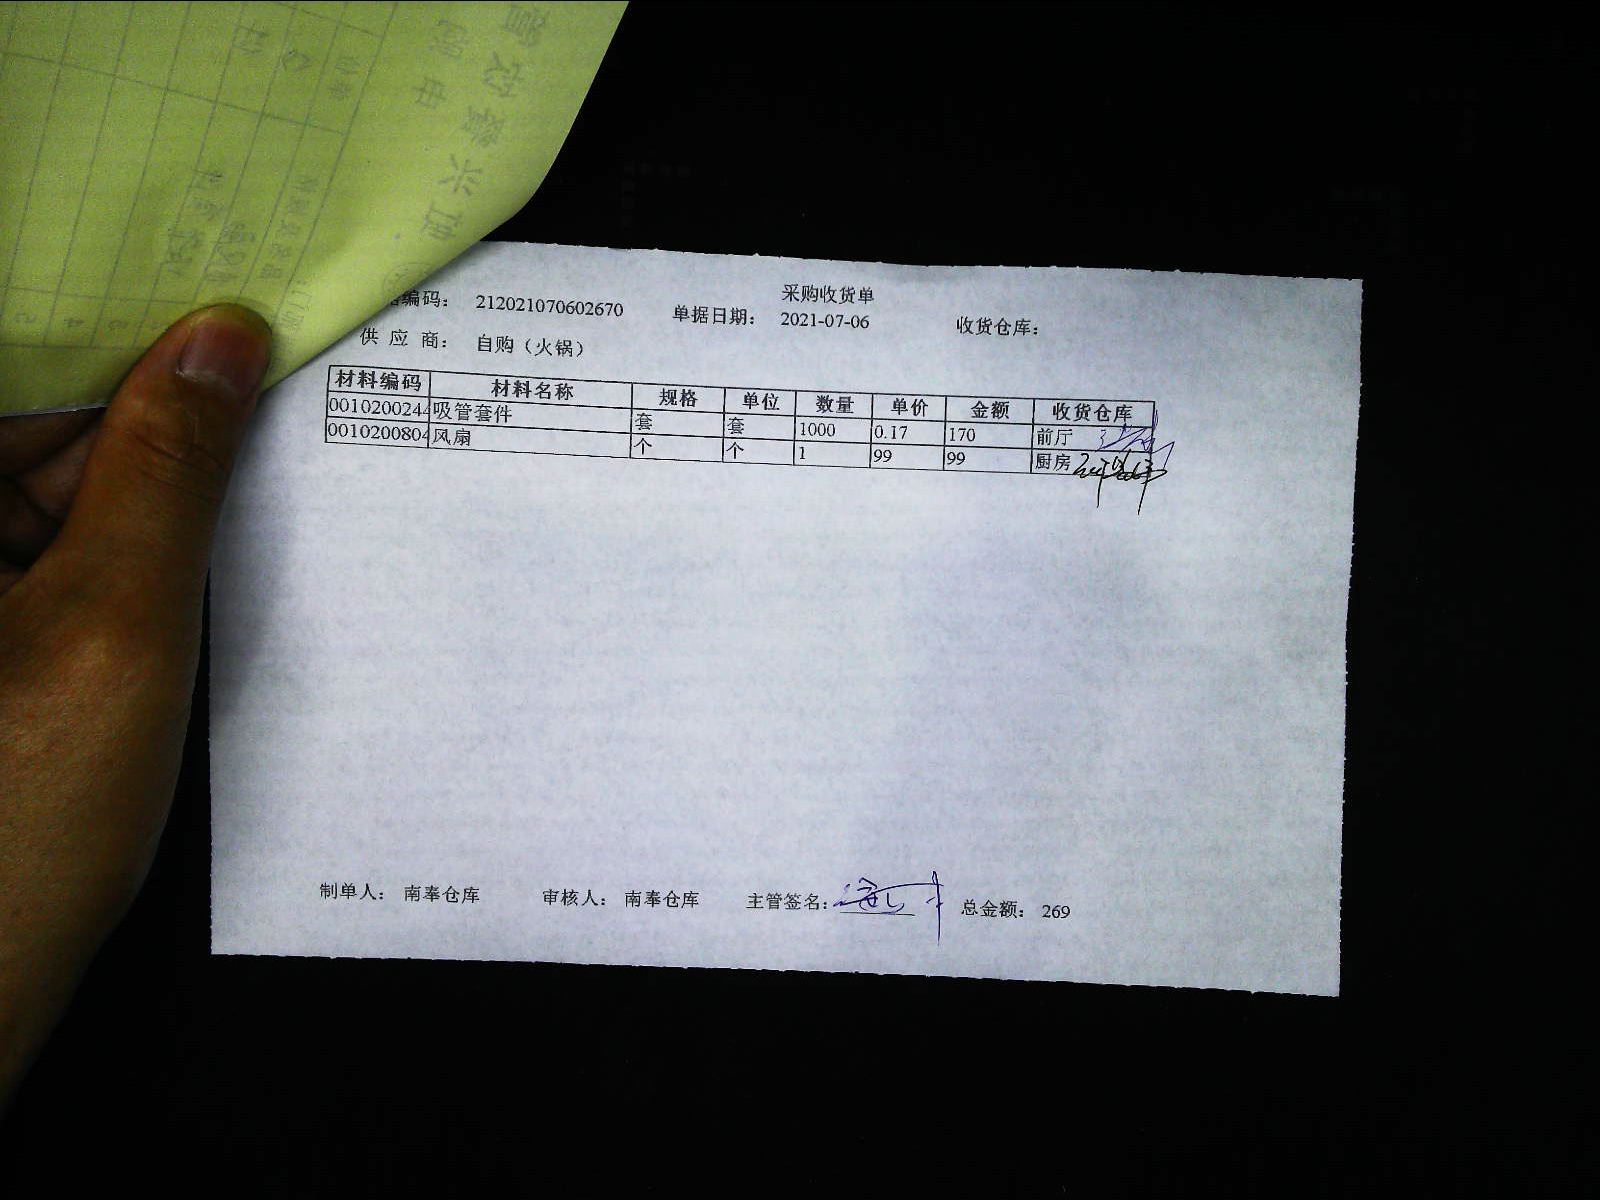 采购收货单
编码: 212021070602670 单据日期: 2021-07-06 收货仓库:
供 应 商: 自购（火锅）
材料编码 材料名称 规格 单位 数量 单价 金额 收货仓库
0010200244 吸管套件 套 套 1000 0.17 170 前厅
0010200804 风扇 个 个 1 99 99 厨房
制单人: 南奉仓库 审核人: 南奉仓库 主管签名: 总金额: 269